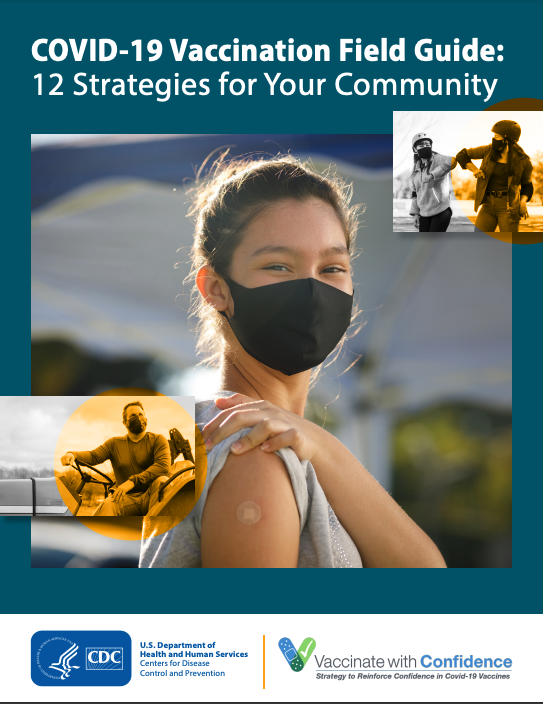 COVID-19 Vaccination Field Guide:
12 Strategies for Your Community
CDC
U.S. Department of
Health and Human Services
Centers for Disease
Control and Prevention
Vaccinate with Confidence
Strategy to Reinforce Confidence in Covid-19 Vaccines